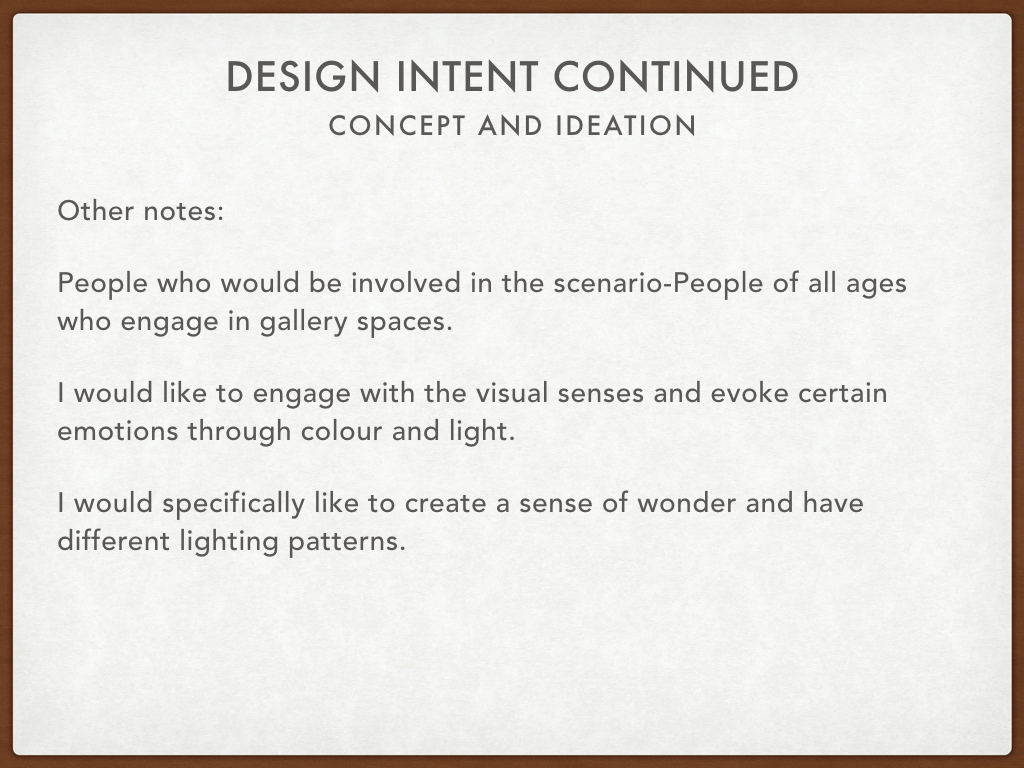 DESIGN INTENT CONTINUED
CONCEPT AND IDEATION
Other notes:
People who would be involved in the scenario-People of all ages
who engage in gallery spaces.
I would like to engage with the visual senses and evoke certain
emotions through colour and light.
I would specifically like to create a sense of wonder and have
different lighting patterns.